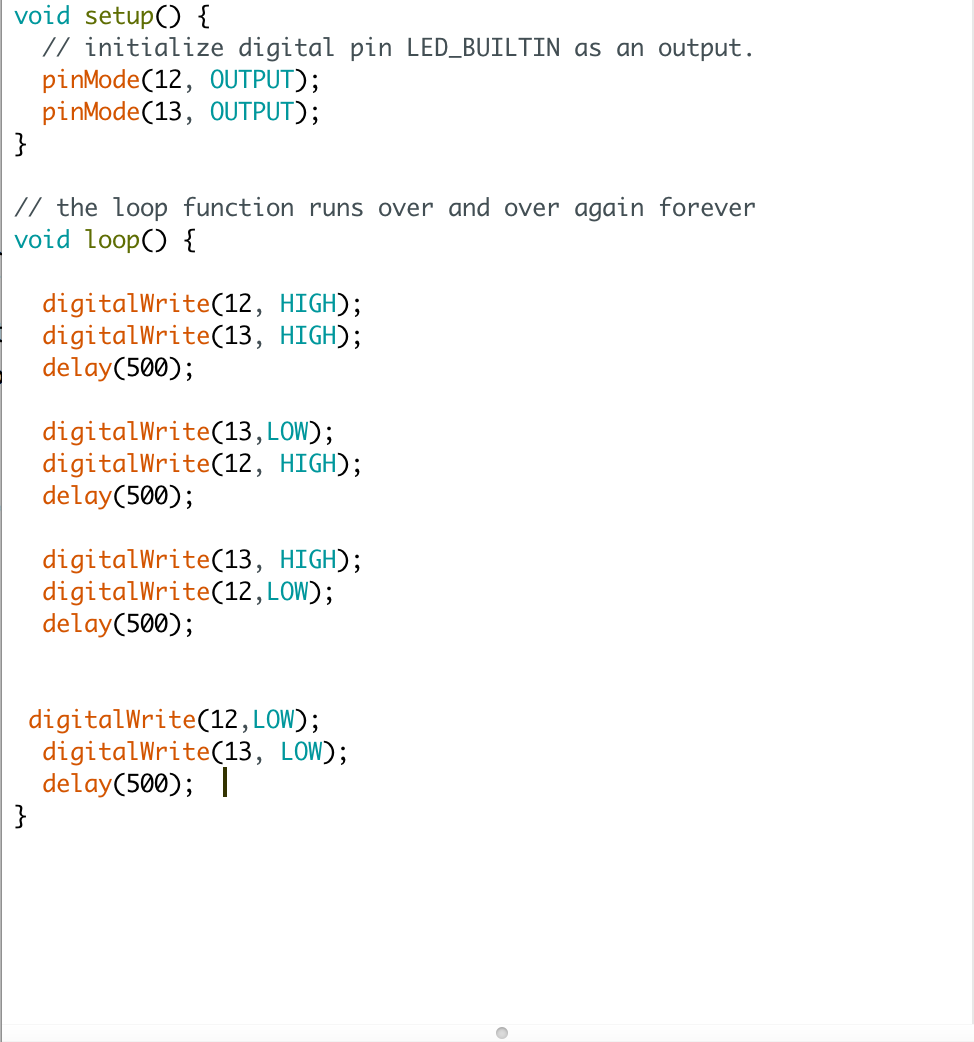 void setup() {
  // initialize digital pin LED_BUILTIN as an output.
  pinMode(12, OUTPUT);
  pinMode(13, OUTPUT);
}
// the loop function runs over and over again forever
void loop() {
  digitalWrite(12, HIGH);
  digitalWrite(13, HIGH);
  delay(500);
  digitalWrite(13,LOW);
  digitalWrite(12, HIGH);
  delay(500);
  digitalWrite(13, HIGH);
  digitalWrite(12,LOW);
  delay(500);
 digitalWrite(12,LOW);
  digitalWrite(13, LOW);
  delay(500);
}